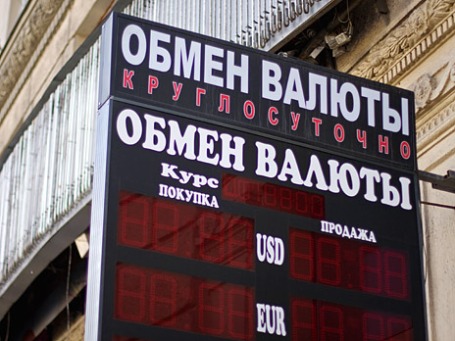 ОБМЕН ВАЛЮТЫ
КРУГЛОСУТОЧНО
ОБМЕН ВАЛЮТЫ
Курс
ПОКУПКА
ПРОДАЖА
USD
EUR